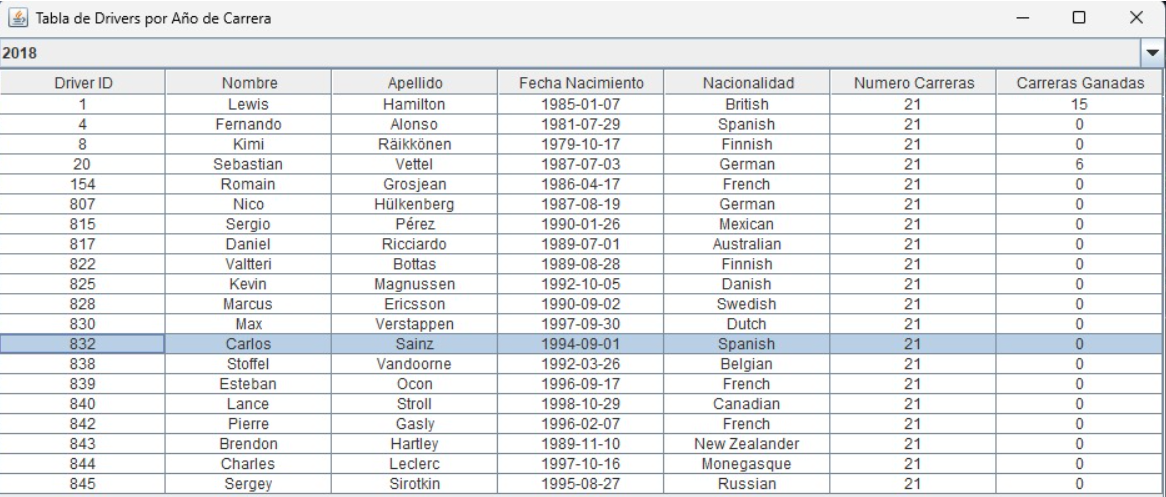 Tabla de Drivers por Año de Carrera
2018
Driver ID Nombre Apellido Fecha Nacimiento Nacionalidad Numero Carreras Carreras Ganadas
1 Lewis Hamilton 1985-01-07 British 21 15
4 Fernando Alonso 1981-07-29 Spanish 21 0
8 Kimi Räikkönen 1979-10-17 Finnish 21 0
20 Sebastian Vettel 1987-07-03 German 21 6
154 Romain Grosjean 1986-04-17 French 21 0
807 Nico Hülkenberg 1987-08-19 German 21 0
815 Sergio Pérez 1990-01-26 Mexican 21 0
817 Daniel Ricciardo 1989-07-01 Australian 21 0
822 Valtteri Bottas 1989-08-28 Finnish 21 0
825 Kevin Magnussen 1992-10-05 Danish 21 0
828 Marcus Ericsson 1990-09-02 Swedish 21 0
830 Max Verstappen 1997-09-30 Dutch 21 0
832 Carlos Sainz 1994-09-01 Spanish 21 0
838 Stoffel Vandoorne 1992-03-26 Belgian 21 0
839 Esteban Ocon 1996-09-17 French 21 0
840 Lance Stroll 1998-10-29 Canadian 21 0
842 Pierre Gasly 1996-02-07 French 21 0
843 Brendon Hartley 1989-11-10 New Zealander 21 0
844 Charles Leclerc 1997-10-16 Monegasque 21 0
845 Sergey Sirotkin 1995-08-27 Russian 21 0